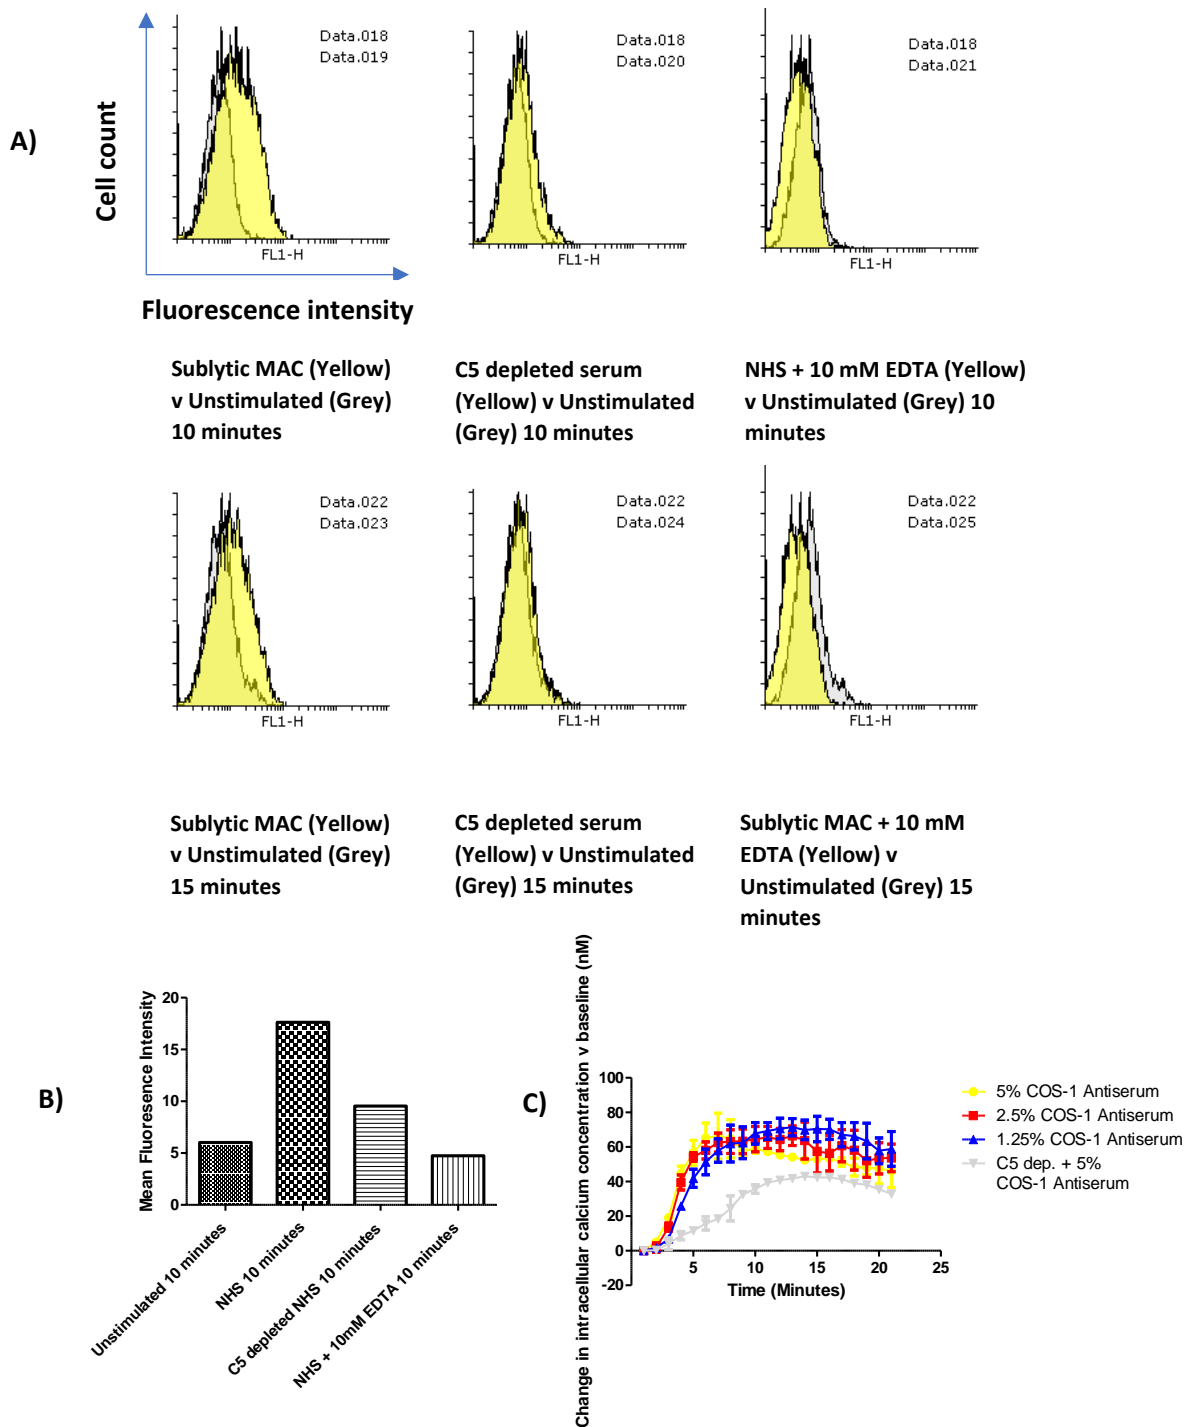 A)
Cell count
Data.018
Data.019
FL1-H
Data.018
Data.020
FL1-H
Data.018
Data.021
FL1-H
Fluorescence intensity
Sublytic MAC (Yellow)
v Unstimulated (Grey)
10 minutes
C5 depleted serum
(Yellow) v Unstimulated
(Grey) 10 minutes
NHS + 10 mM EDTA (Yellow)
v Unstimulated (Grey) 10
minutes
Data.022
Data.023
FL1-H
Data.022
Data.024
FL1-H
Data.022
Data.025
FL1-H
Sublytic MAC (Yellow)
v Unstimulated (Grey)
15 minutes
C5 depleted serum
(Yellow) v Unstimulated
(Grey) 15 minutes
Sublytic MAC + 10 mM
EDTA (Yellow) v
Unstimulated (Grey) 15
minutes
B)
Mean Fluoresence Intensity
20
15
10
5
0
Unstimulated 10 minutes
NHS 10 minutes
C5 depleted NHS 10 minutes
NHS + 10mM EDTA 10 minutes
C)
Change in intracellular calcium concentration v baseline (nM)
100
80
60
40
20
0
-20
5
10
15
20
25
Time (Minutes)
5% COS-1 Antiserum
2.5% COS-1 Antiserum
1.25% COS-1 Antiserum
C5 dep. + 5%
COS-1 Antiserum